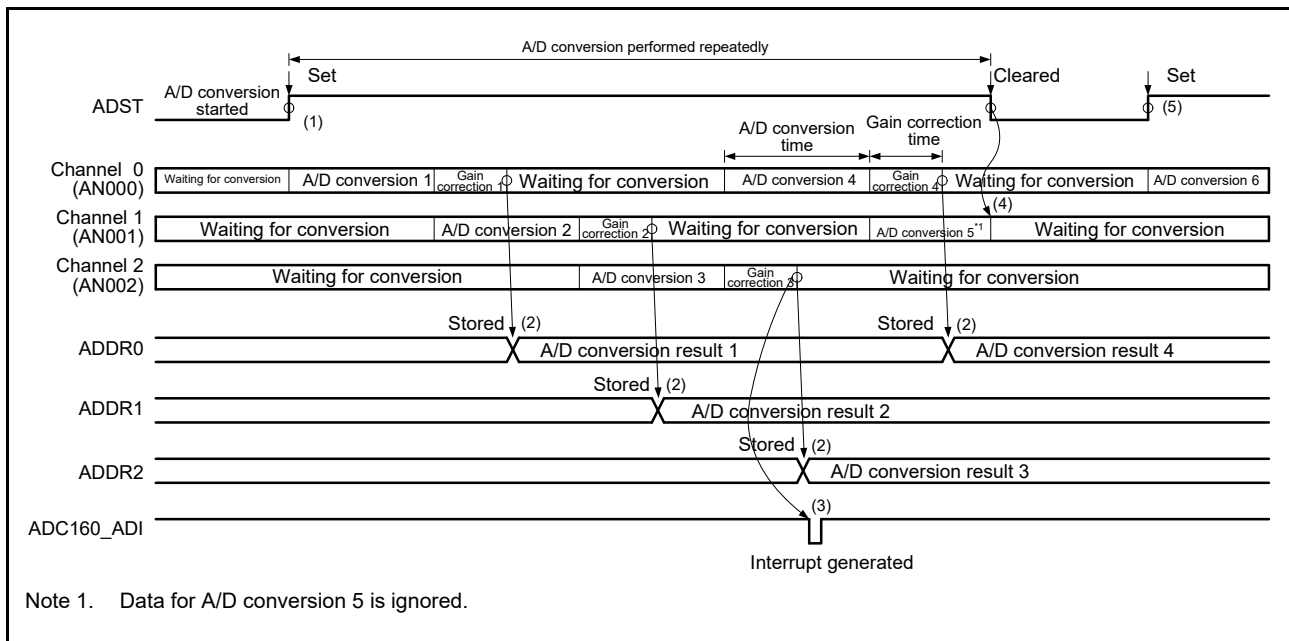 A/D conversion performed repeatedly
Set
Cleared
Set
ADST
A/D conversion
started
(1)
(5)
A/D conversion
time
Gain correction
time
Channel 0
(AN000)
Waiting for conversion
A/D conversion 1
Gain
correction 1
Waiting for conversion
A/D conversion 4
Gain
correction 4
Waiting for conversion
A/D conversion 6
(4)
Channel 1
(AN001)
Waiting for conversion
A/D conversion 2
Gain
correction 2
Waiting for conversion
A/D conversion 5*1
Waiting for conversion
Channel 2
(AN002)
Waiting for conversion
A/D conversion 3
Gain
correction 3
Waiting for conversion
Stored (2)
Stored (2)
ADDR0
A/D conversion result 1
A/D conversion result 4
Stored (2)
ADDR1
A/D conversion result 2
Stored (2)
ADDR2
A/D conversion result 3
(3)
ADC160_ADI
Interrupt generated
Note 1. Data for A/D conversion 5 is ignored.